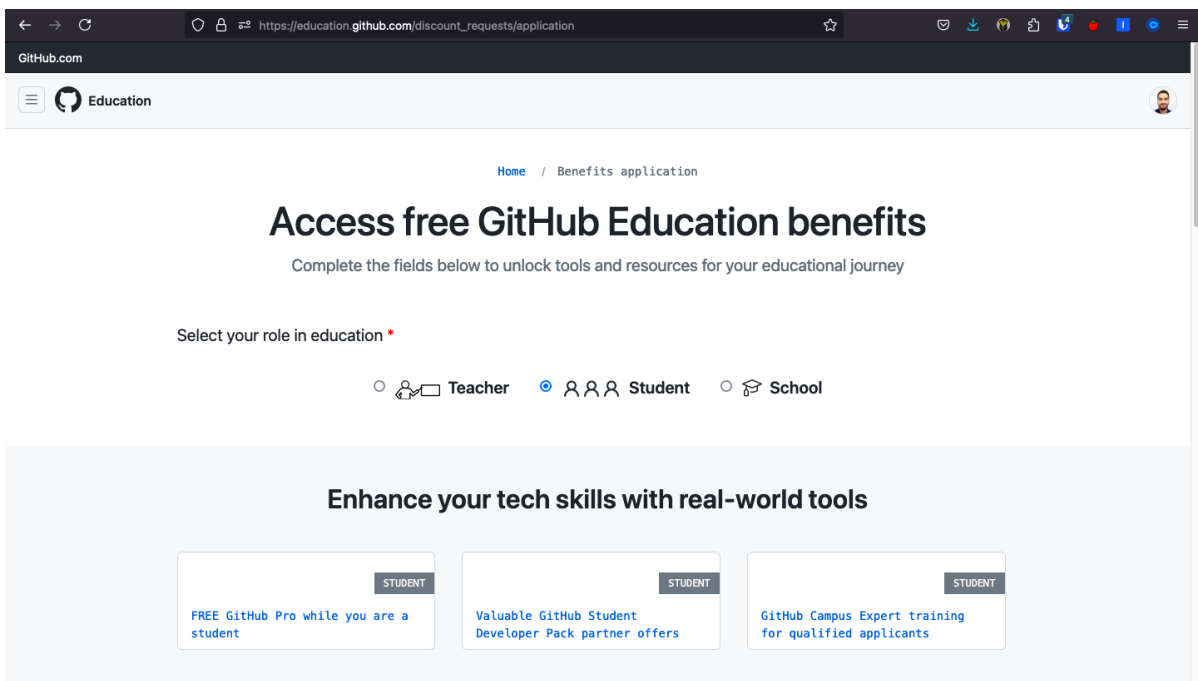 https://education.github.com/discount_requests/application
4
I
GitHub.com
Education
Home / Benefits application
Access free GitHub Education benefits
Complete the fields below to unlock tools and resources for your educational journey
Select your role in education *
Teacher Student School
Enhance your tech skills with real-world tools
STUDENT
FREE GitHub Pro while you are a
student
STUDENT
Valuable GitHub Student
Developer Pack partner offers
STUDENT
GitHub Campus Expert training
for qualified applicants